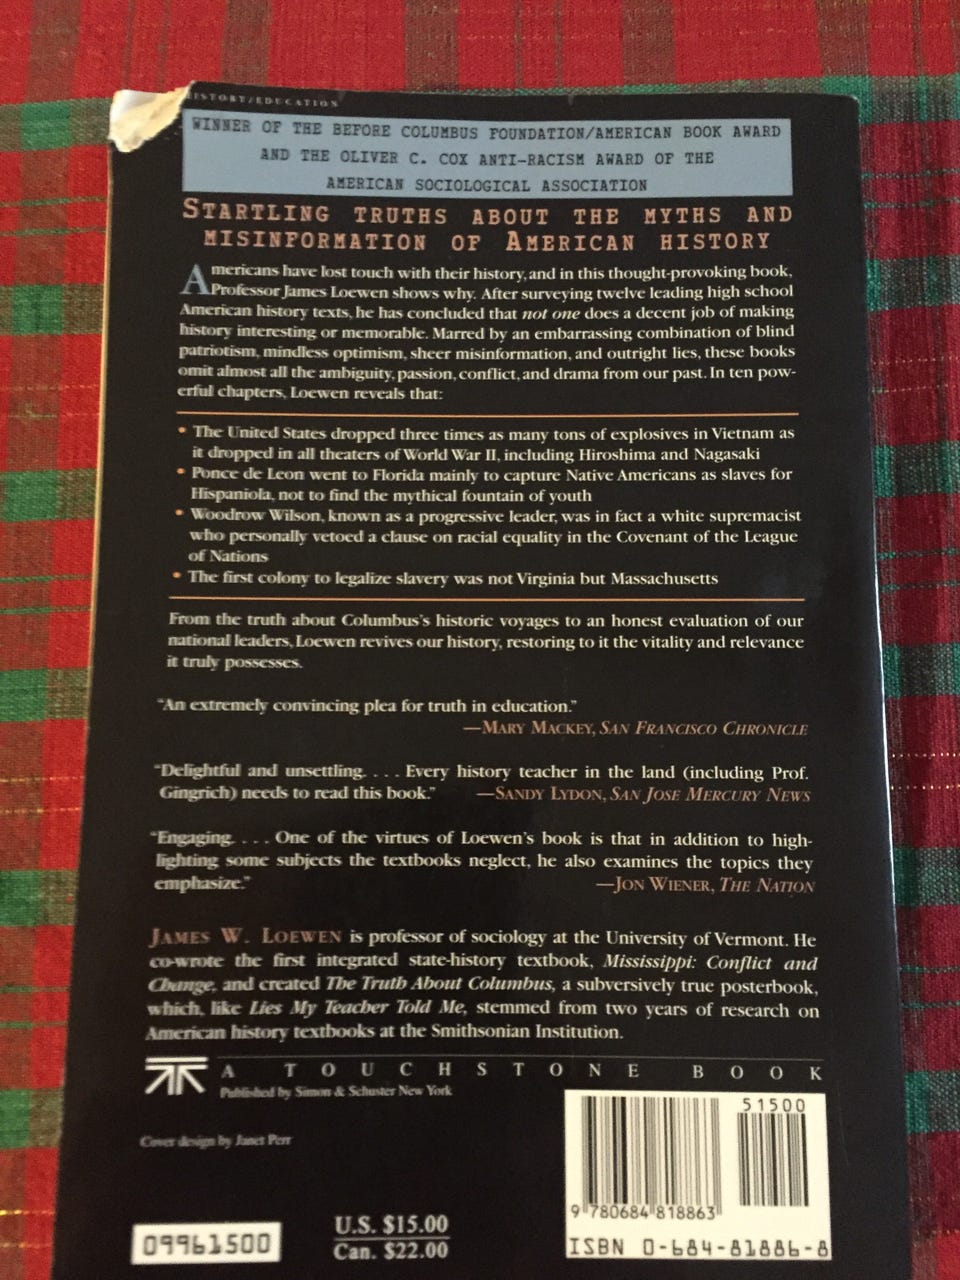 HISTORY/EDUCATION
WINNER OF THE BEFORE COLUMBUS FOUNDATION/AMERICAN BOOK AWARD
AND THE OLIVER C. COX ANTI-RACISM AWARD OF THE
AMERICAN SOCIOLOGICAL ASSOCIATION
STARTLING TRUTHS ABOUT THE MYTHS AND
MISINFORMATION OF AMERICAN HISTORY
Americans have lost touch with their history, and in this thought-provoking book,
Professor James Loewen shows why. After surveying twelve leading high school
American history texts, he has concluded that not one does a decent job of making
history interesting or memorable. Marred by an embarrassing combination of blind
patriotism, mindless optimism, sheer misinformation, and outright lies, these books
omit almost all the ambiguity, passion, conflict, and drama from our past. In ten pow-
erful chapters, Loewen reveals that:
• The United States dropped three times as many tons of explosives in Vietnam as
it dropped in all theaters of World War II, including Hiroshima and Nagasaki
• Ponce de Leon went to Florida mainly to capture Native Americans as slaves for
Hispaniola, not to find the mythical fountain of youth
• Woodrow Wilson, known as a progressive leader, was in fact a white supremacist
who personally vetoed a clause on racial equality in the Covenant of the League
of Nations
• The first colony to legalize slavery was not Virginia but Massachusetts
From the truth about Columbus's historic voyages to an honest evaluation of our
national leaders, Loewen revives our history, restoring to it the vitality and relevance
it truly possesses.
"An extremely convincing plea for truth in education."
—MARY MACKEY, SAN FRANCISCO CHRONICLE
"Delightful and unsettling. . . . Every history teacher in the land (including Prof.
Gingrich) needs to read this book." —SANDY LYDON, SAN JOSE MERCURY NEWS
"Engaging. . . . One of the virtues of Loewen's book is that in addition to high-
lighting some subjects the textbooks neglect, he also examines the topics they
emphasize." —JON WIENER, THE NATION
JAMES W. LOEWEN is professor of sociology at the University of Vermont. He
co-wrote the first integrated state-history textbook, Mississippi: Conflict and
Change, and created The Truth About Columbus, a subversively true posterbook,
which, like Lies My Teacher Told Me, stemmed from two years of research on
American history textbooks at the Smithsonian Institution.
A TOUCHSTONE BOOK
Published by Simon & Schuster New York
51500
Cover design by Janet Perr
9 780684 818863
09961500
U.S. $15.00
Can. $22.00
ISBN 0-684-81886-8